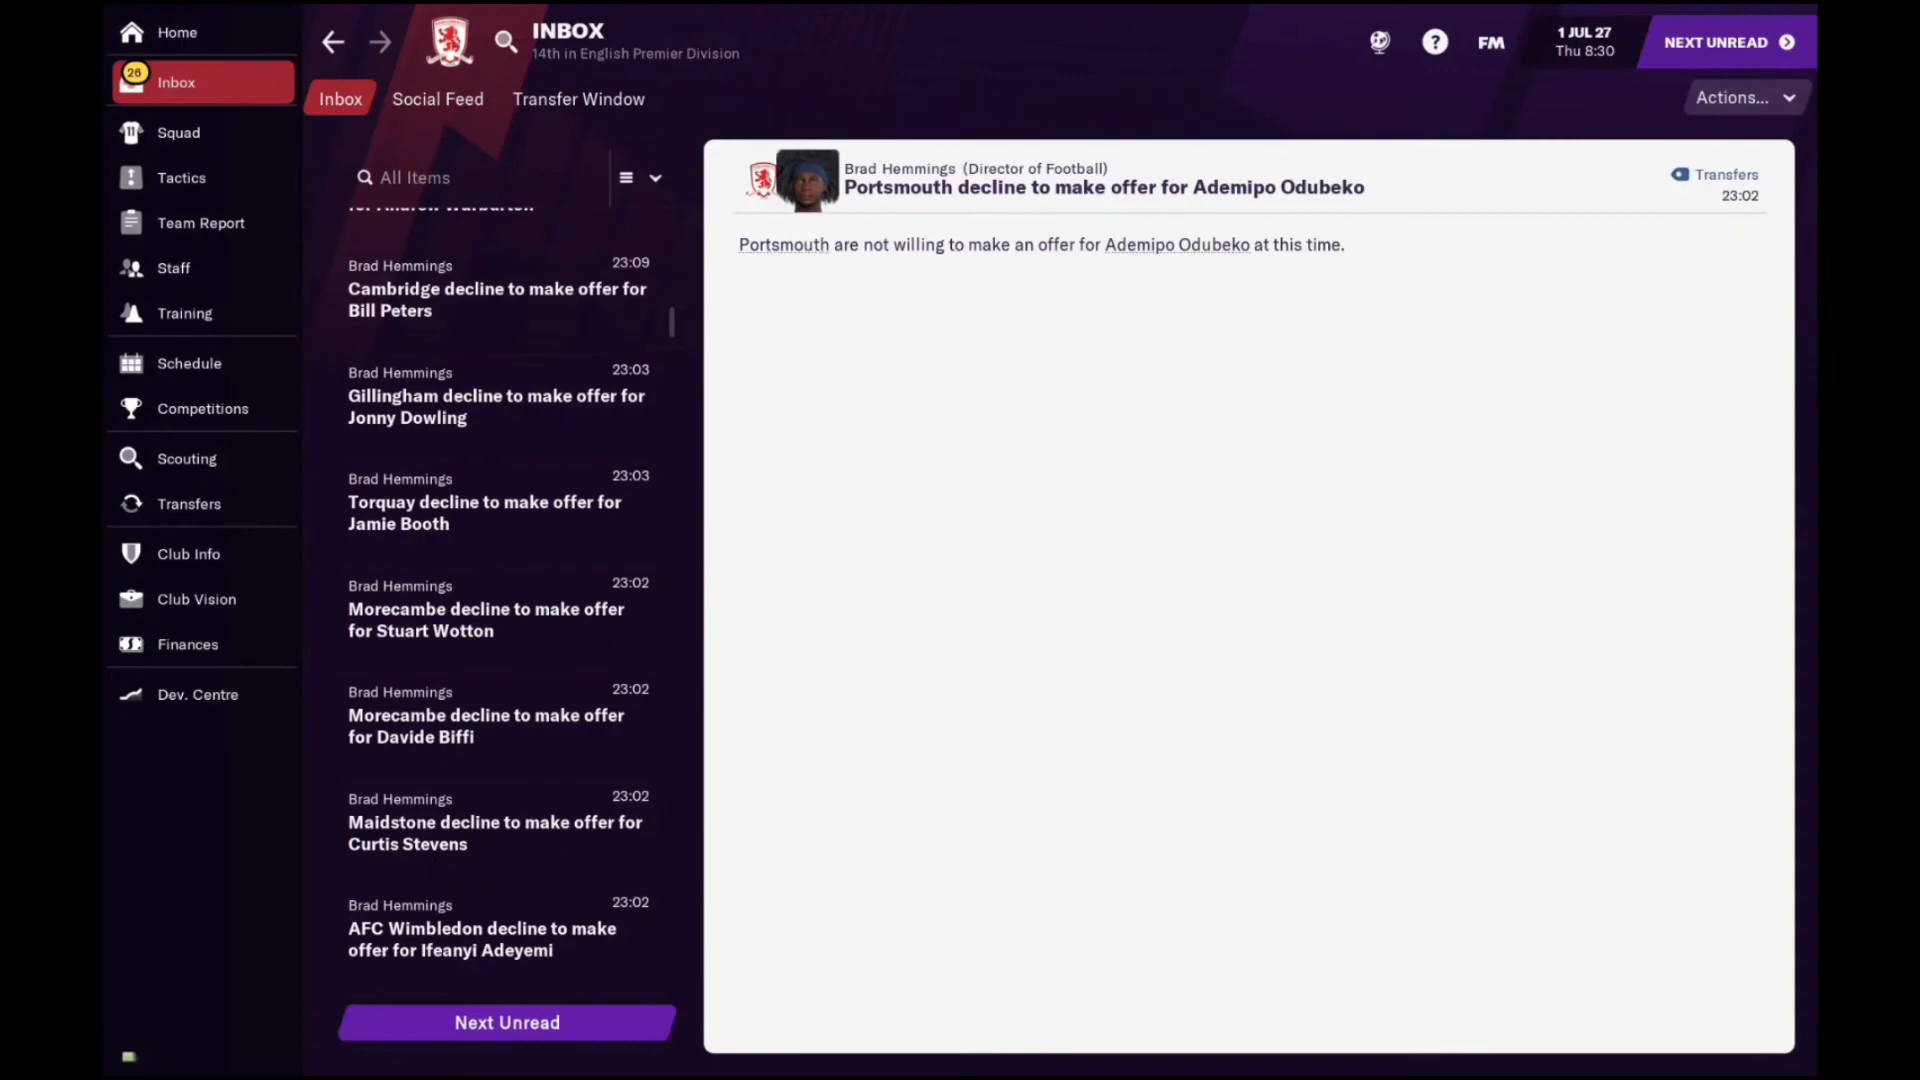 Home
26
Inbox
Squad
Tactics
Team Report
Staff
Training
Schedule
Competitions
Scouting
Transfers
Club Info
Club Vision
Finances
Dev. Centre
INBOX
14th in English Premier Division
FM
1 JUL 27
Thu 8:30
NEXT UNREAD
Inbox
Social Feed
Transfer Window
Actions...
All Items
for Andrew Warburton
Brad Hemmings 23:09
Cambridge decline to make offer for
Bill Peters
Brad Hemmings 23:03
Gillingham decline to make offer for
Jonny Dowling
Brad Hemmings 23:03
Torquay decline to make offer for
Jamie Booth
Brad Hemmings 23:02
Morecambe decline to make offer
for Stuart Wotton
Brad Hemmings 23:02
Morecambe decline to make offer
for Davide Biffi
Brad Hemmings 23:02
Maidstone decline to make offer for
Curtis Stevens
Brad Hemmings 23:02
AFC Wimbledon decline to make
offer for Ifeanyi Adeyemi
Next Unread
Brad Hemmings (Director of Football)
Portsmouth decline to make offer for Ademipo Odubeko
Transfers
23:02
Portsmouth are not willing to make an offer for Ademipo Odubeko at this time.